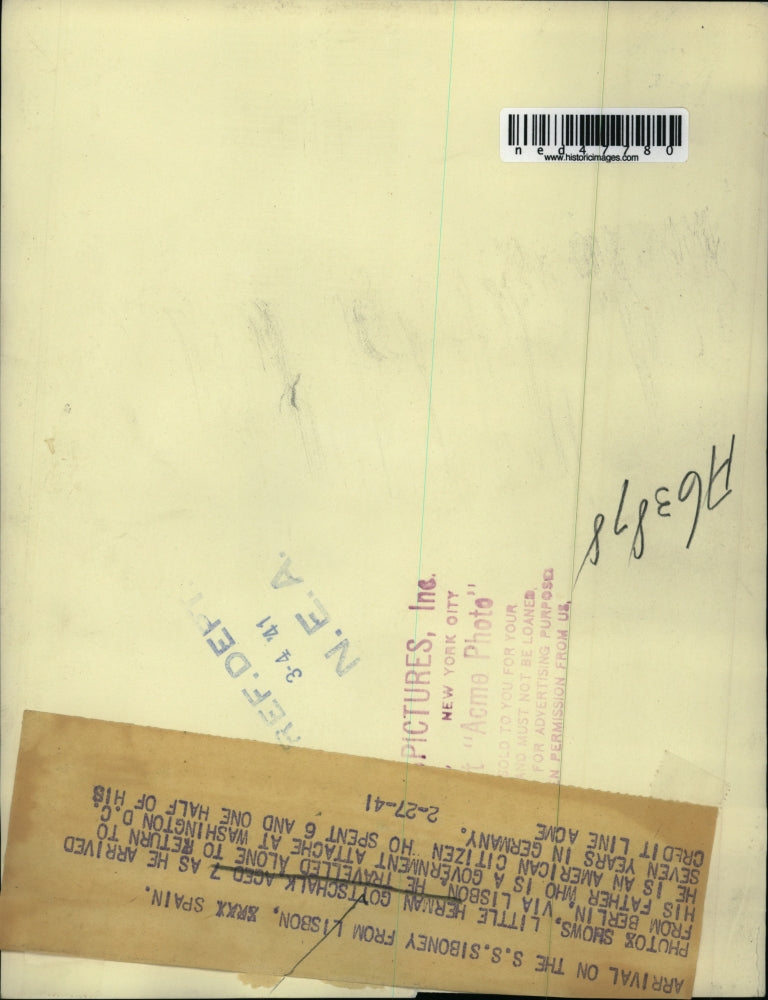 ned47780
www.historicimages.com
A63878
REF. DEPT.
3-4 '41
N. E. A.
PICTURES, Inc.
NEW YORK CITY
"Acme Photo"
SOLD TO YOU FOR YOUR
AND MUST NOT BE LOANED
FOR ADVERTISING PURPOSES
N PERMISSION FROM US.
ARRIVAL ON THE S.S.SIBONEY FROM LISBON, XXXX SPAIN.
PHOTOX SHOWS, LITTLE HERMAN GOTTSCHALK AGED 7 AS HE ARRIVED
FROM BERLIN, VIA LISBON HE TRAVELLED ALONE TO RETURN TO
HIS FATHER WHO IS A GOVERNMENT ATTACHE AT WASHINGTON D.C.
HE IS AN AMERICAN CITIZEN HO SPENT 6 AND ONE HALF OF HIS
SEVEN YEARS IN GERMANY.
CREDIT LINE ACME 2-27-41